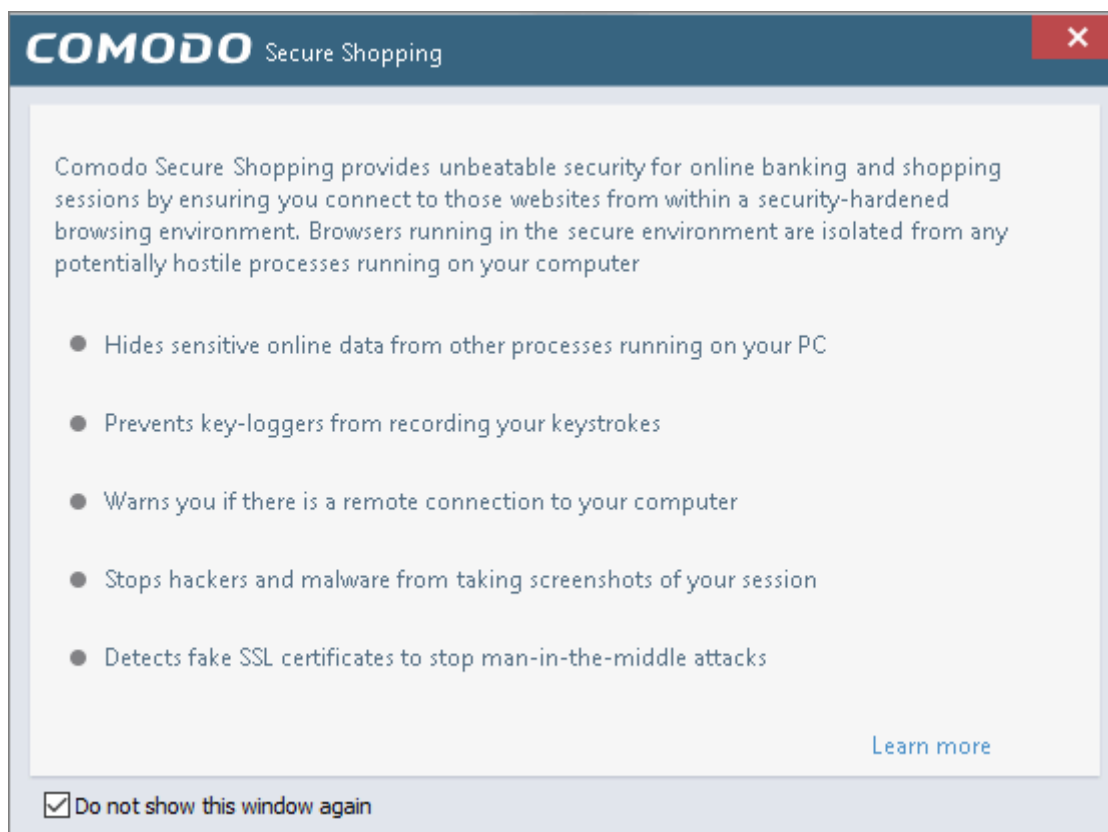 COMODO Secure Shopping
Comodo Secure Shopping provides unbeatable security for online banking and shopping
sessions by ensuring you connect to those websites from within a security-hardened
browsing environment. Browsers running in the secure environment are isolated from any
potentially hostile processes running on your computer
Hides sensitive online data from other processes running on your PC
Prevents key-loggers from recording your keystrokes
Warns you if there is a remote connection to your computer
Stops hackers and malware from taking screenshots of your session
Detects fake SSL certificates to stop man-in-the-middle attacks
Learn more
Do not show this window again